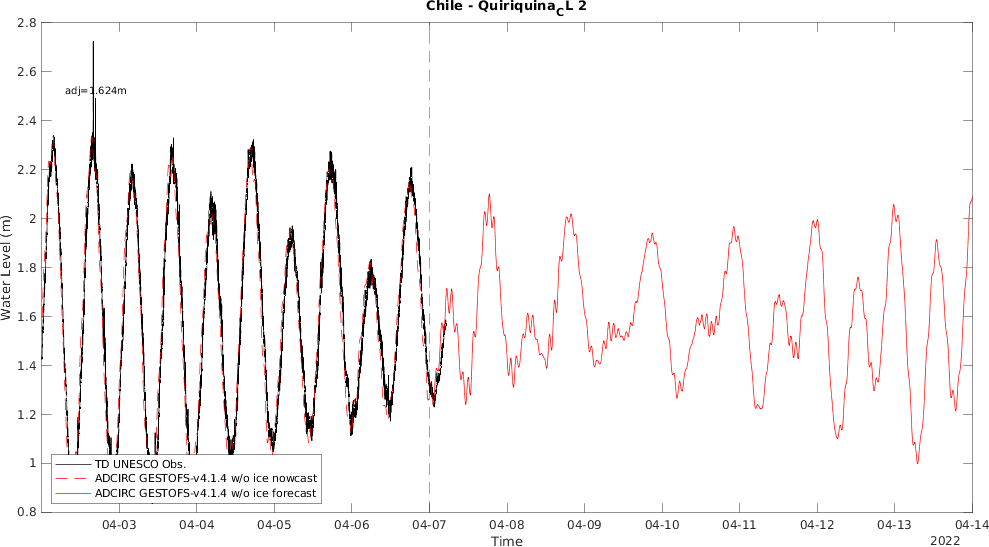 Chile - Quiriquina_CL 2
2.8
2.6
2.4
2.2
2
1.8
1.6
1.4
1.2
1
0.8
Water Level (m)
adj=1.624m
TD UNESCO Obs.
ADCIRC GESTOFS-v4.1.4 w/o ice nowcast
ADCIRC GESTOFS-v4.1.4 w/o ice forecast
04-03 04-04 04-05 04-06 04-07 04-08 04-09 04-10 04-11 04-12 04-13 04-14
Time
2022